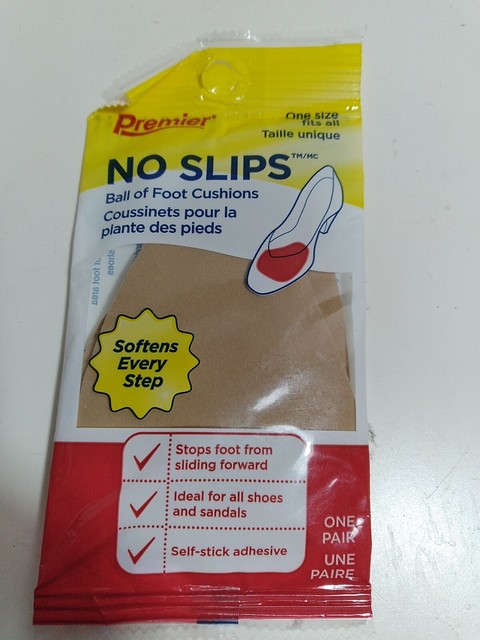 Premier
One size
fits all
Taille unique
NO SLIPS TM/MC
Ball of Foot Cushions
Coussinets pour la
plante des pieds
Softens
Every
Step
Stops foot from
sliding forward
Ideal for all shoes
and sandals
Self-stick adhesive
ONE
PAIR
UNE
PAIRE